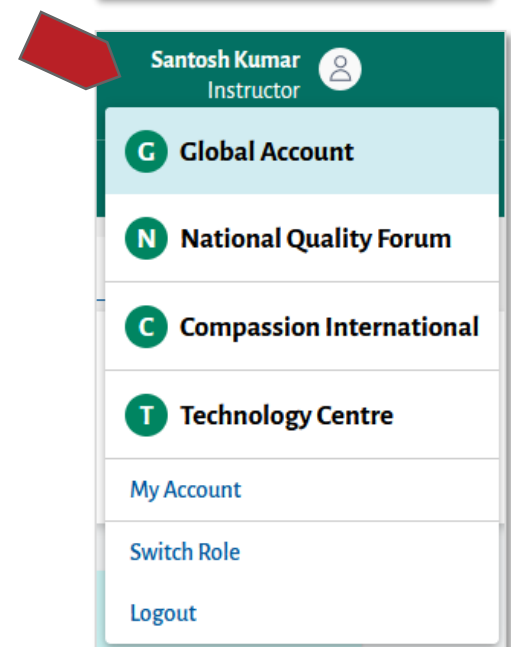 Santosh Kumar
Instructor
G Global Account
N National Quality Forum
C Compassion International
T Technology Centre
My Account
Switch Role
Logout